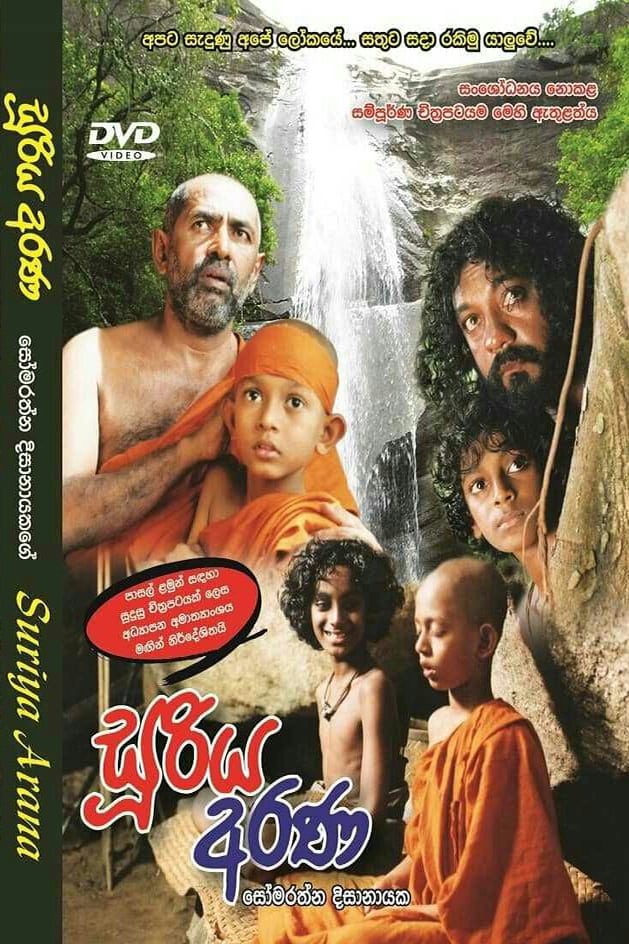 අපට සැදුණු අපේ ලෝකයේ... සතුට සදා රකිමු යාලුවේ....
සංශෝධනය නොකළ
සම්පූර්ණ චිත්‍රපටයම මෙහි ඇතුළත්ය
DVD
VIDEO
සූරිය අරණ
සෝමරත්න දිසානායකගේ
Suriya Arana
පාසල් ළමුන් සඳහා
සුදුසු චිත්‍රපටයක් ලෙස
අධ්‍යාපන අමාත්‍යාංශය
මඟින් නිර්දේශිතයි
සූරිය
අරණ
සෝමරත්න දිසානායක